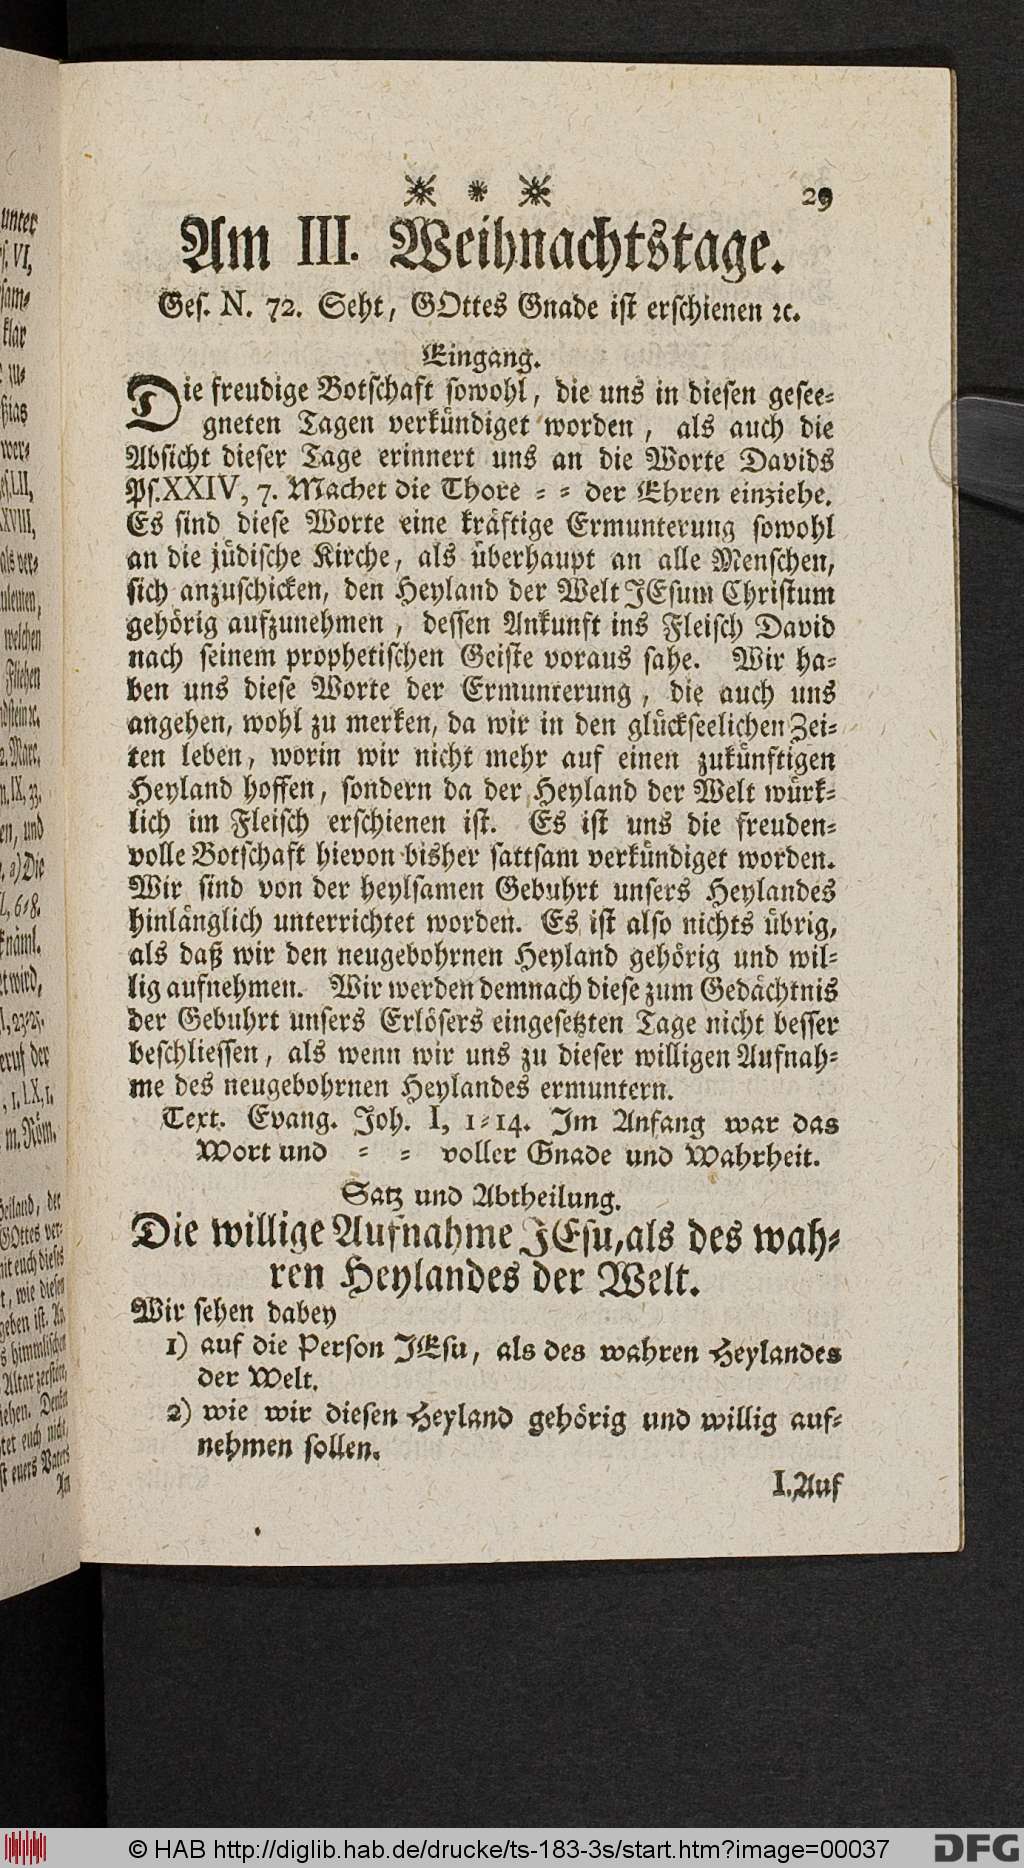 29
Am III. Weihnachtstage.
Ges. N. 72. Seht, GOttes Gnade ist erschienen ꝛc.
Eingang.
Die freudige Botschaft sowohl, die uns in diesen gesee-
gneten Tagen verkündiget worden, als auch die
Absicht dieser Tage erinnert uns an die Worte Davids
Ps. XXIV, 7. Machet die Thore = = der Ehren einziehe.
Es sind diese Worte eine kräftige Ermunterung sowohl
an die jüdische Kirche, als überhaupt an alle Menschen,
sich anzuschicken, den Heyland der Welt JEsum Christum
gehörig aufzunehmen, dessen Ankunft ins Fleisch David
nach seinem prophetischen Geiste voraus sahe. Wir ha-
ben uns diese Worte der Ermunterung, die auch uns
angehen, wohl zu merken, da wir in den glückseelichen Zei-
ten leben, worin wir nicht mehr auf einen zukünftigen
Heyland hoffen, sondern da der Heyland der Welt würk-
lich im Fleisch erschienen ist. Es ist uns die freuden-
volle Botschaft hievon bisher sattsam verkündiget worden.
Wir sind von der heylsamen Gebuhrt unsers Heylandes
hinlänglich unterrichtet worden. Es ist also nichts übrig,
als daß wir den neugebohrnen Heyland gehörig und wil-
lig aufnehmen. Wir werden demnach diese zum Gedächtnis
der Gebuhrt unsers Erlösers eingesetzten Tage nicht besser
beschliessen, als wenn wir uns zu dieser willigen Aufnah-
me des neugebohrnen Heylandes ermuntern.
Text. Evang. Joh. I, 1-14. Im Anfang war das
Wort und = = voller Gnade und Wahrheit.
Satz und Abtheilung.
Die willige Aufnahme JEsu, als des wah-
ren Heylandes der Welt.
Wir sehen dabey
1) auf die Person JEsu, als des wahren Heylandes
der Welt.
2) wie wir diesen Heyland gehörig und willig auf-
nehmen sollen.
I. Auf
© HAB http://diglib.hab.de/drucke/ts-183-3s/start.htm?image=00037
DFG